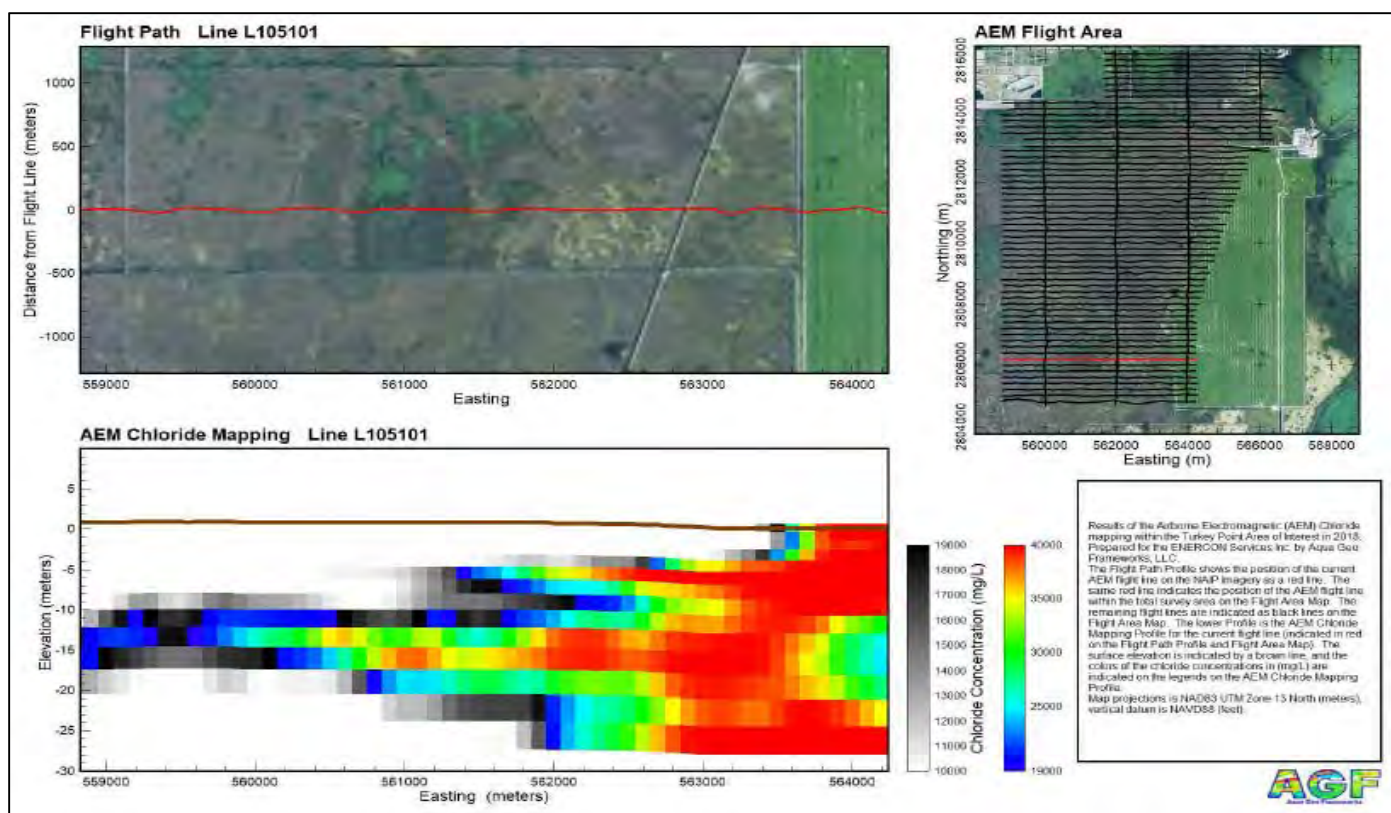 Flight Path Line L105101
Distance from Flight Line (meters)
1000
500
0
-500
-1000
559000 560000 561000 562000 563000 564000
Easting
AEM Flight Area
Northing (m)
2816000
2814000
2812000
2810000
2808000
2806000
2804000
560000 562000 564000 566000 568000
Easting (m)
AEM Chloride Mapping Line L105101
Elevation (meters)
5
0
-5
-10
-15
-20
-25
-30
559000 560000 561000 562000 563000 564000
Easting (meters)
19000
18000
17000
16000
15000
14000
13000
12000
11000
10000
Chloride Concentration (mg/L)
40000
35000
30000
25000
19000
Results of the Airborne Electromagnetic (AEM) Chloride
mapping within the Turkey Point Area of Interest in 2018.
Prepared for the ENERCON Services Inc. by Aqua Geo
Frameworks, LLC.
The Flight Path Profile shows the position of the current
AEM flight line on the NAIP Imagery as a red line. The
same red line indicates the position of the AEM flight line
within the total survey area on the Flight Area Map. The
remaining flight lines are indicated as black lines on the
Flight Area Map. The lower Profile is the AEM Chloride
Mapping Profile for the current flight line (indicated in red
on the Flight Path Profile and Flight Area Map). The
surface elevation is indicated by a brown line, and the
colors of the chloride concentrations in (mg/L) are
indicated on the legends on the AEM Chloride Mapping
Profile.
Map projections is NAD83 UTM Zone 13 North (meters),
vertical datum is NAVD88 (feet).
AGF
Aqua Geo Frameworks